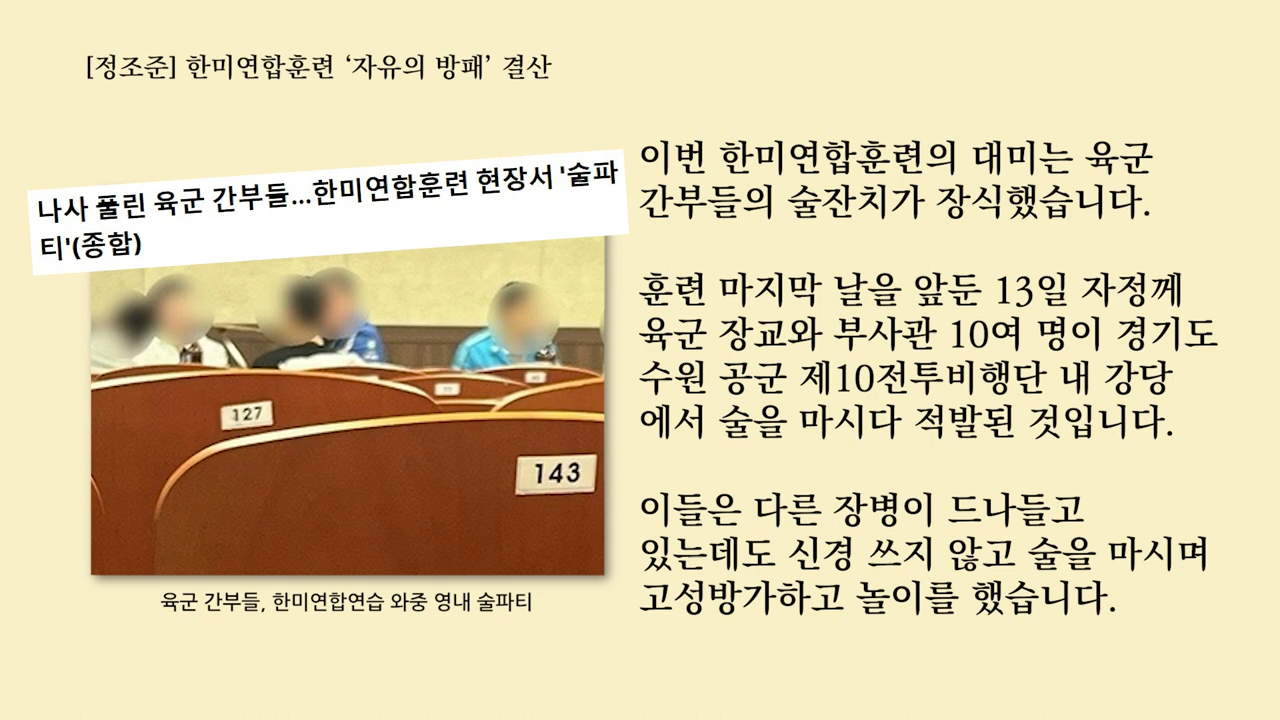 [정조준] 한미연합훈련 ‘자유의 방패’ 결산
나사 풀린 육군 간부들...한미연합훈련 현장서 '술파
티'(종합)
127
143
육군 간부들, 한미연합연습 와중 영내 술파티
이번 한미연합훈련의 대미는 육군
간부들의 술잔치가 장식했습니다.
훈련 마지막 날을 앞둔 13일 자정께
육군 장교와 부사관 10여 명이 경기도
수원 공군 제10전투비행단 내 강당
에서 술을 마시다 적발된 것입니다.
이들은 다른 장병이 드나들고
있는데도 신경 쓰지 않고 술을 마시며
고성방가하고 놀이를 했습니다.